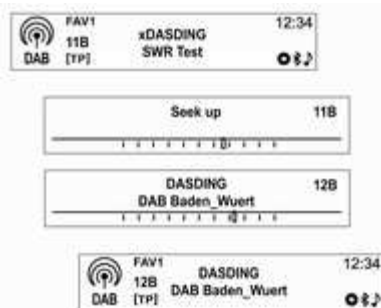 FAV1
12:34
11B
xDASDING
SWR Test
DAB
[TP]
Seek up 11B
DASDING 12B
DAB Baden_Wuert
FAV1
12:34
12B
DASDING
DAB Baden_Wuert
DAB
[TP]